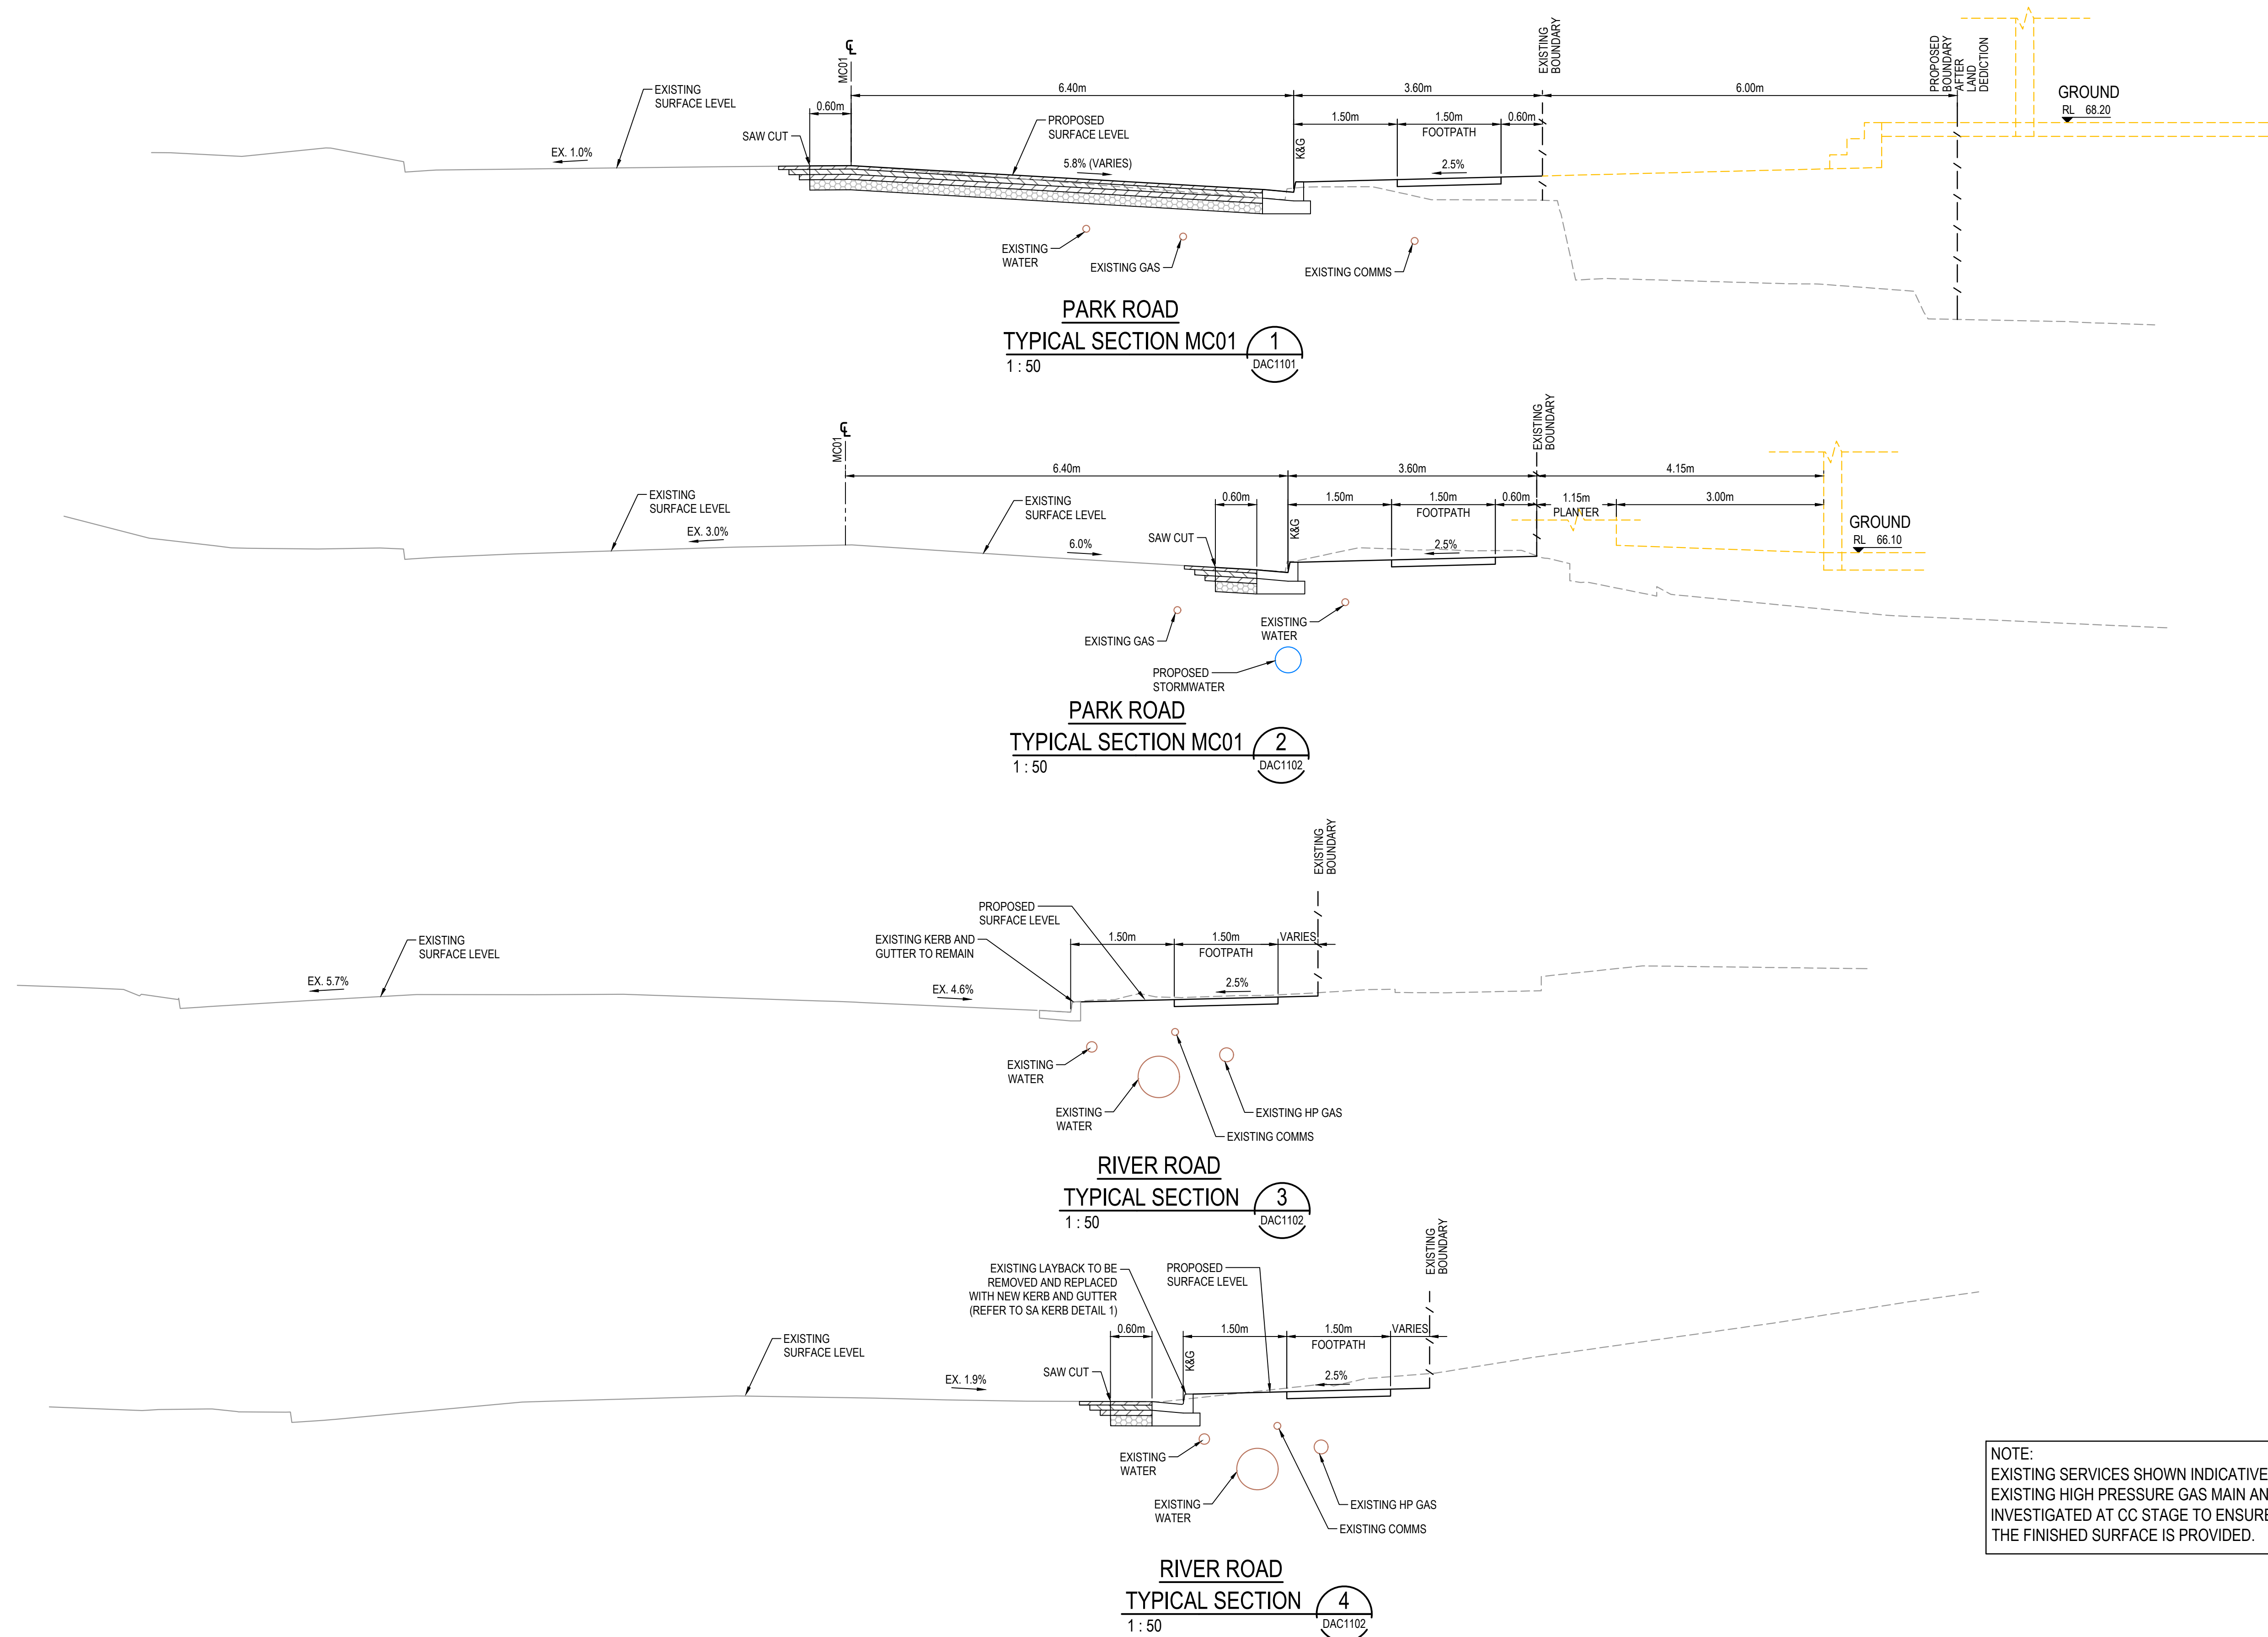 EXISTING
BOUNDARY
PROPOSED
BOUNDARY
AFTER
LAND
DEDICTION
℄
MC01
EXISTING
SURFACE LEVEL
6.40m
3.60m
6.00m
GROUND
RL 68.20
0.60m
SAW CUT
PROPOSED
SURFACE LEVEL
1.50m
1.50m
FOOTPATH
0.60m
K&G
EX. 1.0%
5.8% (VARIES)
2.5%
EXISTING
WATER
EXISTING GAS
EXISTING COMMS
PARK ROAD
TYPICAL SECTION MC01
1 : 50
1
DAC1101
EXISTING
BOUNDARY
℄
MC01
6.40m
3.60m
4.15m
EXISTING
SURFACE LEVEL
EXISTING
SURFACE LEVEL
0.60m
1.50m
1.50m
FOOTPATH
0.60m
1.15m
PLANTER
3.00m
GROUND
RL 66.10
K&G
EX. 3.0%
6.0%
SAW CUT
2.5%
EXISTING GAS
EXISTING
WATER
PROPOSED
STORMWATER
PARK ROAD
TYPICAL SECTION MC01
1 : 50
2
DAC1102
EXISTING
BOUNDARY
PROPOSED
SURFACE LEVEL
EXISTING
SURFACE LEVEL
EXISTING KERB AND
GUTTER TO REMAIN
1.50m
1.50m
FOOTPATH
VARIES
EX. 5.7%
EX. 4.6%
2.5%
EXISTING
WATER
EXISTING
WATER
EXISTING HP GAS
EXISTING COMMS
RIVER ROAD
TYPICAL SECTION
1 : 50
3
DAC1102
EXISTING
BOUNDARY
EXISTING LAYBACK TO BE
REMOVED AND REPLACED
WITH NEW KERB AND GUTTER
(REFER TO SA KERB DETAIL 1)
PROPOSED
SURFACE LEVEL
EXISTING
SURFACE LEVEL
0.60m
1.50m
1.50m
FOOTPATH
VARIES
K&G
EX. 1.9%
SAW CUT
2.5%
EXISTING
WATER
EXISTING
WATER
EXISTING HP GAS
EXISTING COMMS
RIVER ROAD
TYPICAL SECTION
1 : 50
4
DAC1102
NOTE:
EXISTING SERVICES SHOWN INDICATIVE
EXISTING HIGH PRESSURE GAS MAIN AN
INVESTIGATED AT CC STAGE TO ENSURE
THE FINISHED SURFACE IS PROVIDED.